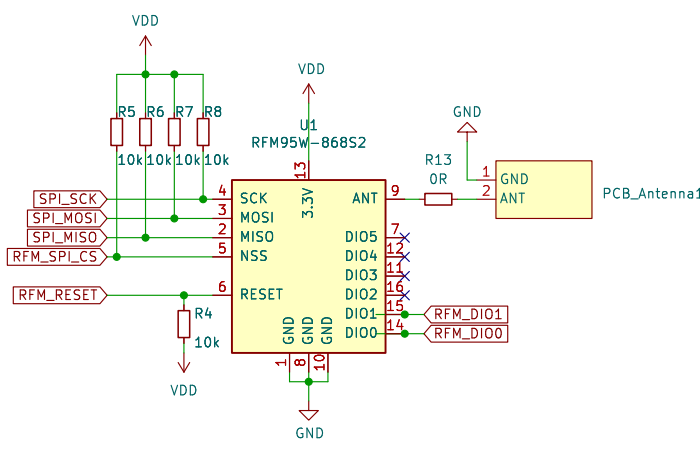 VDD
VDD
GND
R5 R6 R7 R8
10k 10k 10k 10k
U1
RFM95W-868S2
R13
0R
1 GND
2 ANT
PCB_Antenna1
13
3.3V
SPI_SCK 4 SCK
ANT 9
SPI_MOSI 3 MOSI
SPI_MISO 2 MISO
DIO5 7
RFM_SPI_CS 5 NSS
DIO4 12
DIO3 11
RFM_RESET 6 RESET
DIO2 16
DIO1 15 RFM_DIO1
DIO0 14 RFM_DIO0
R4
10k
VDD
GND GND GND
1 8 10
GND